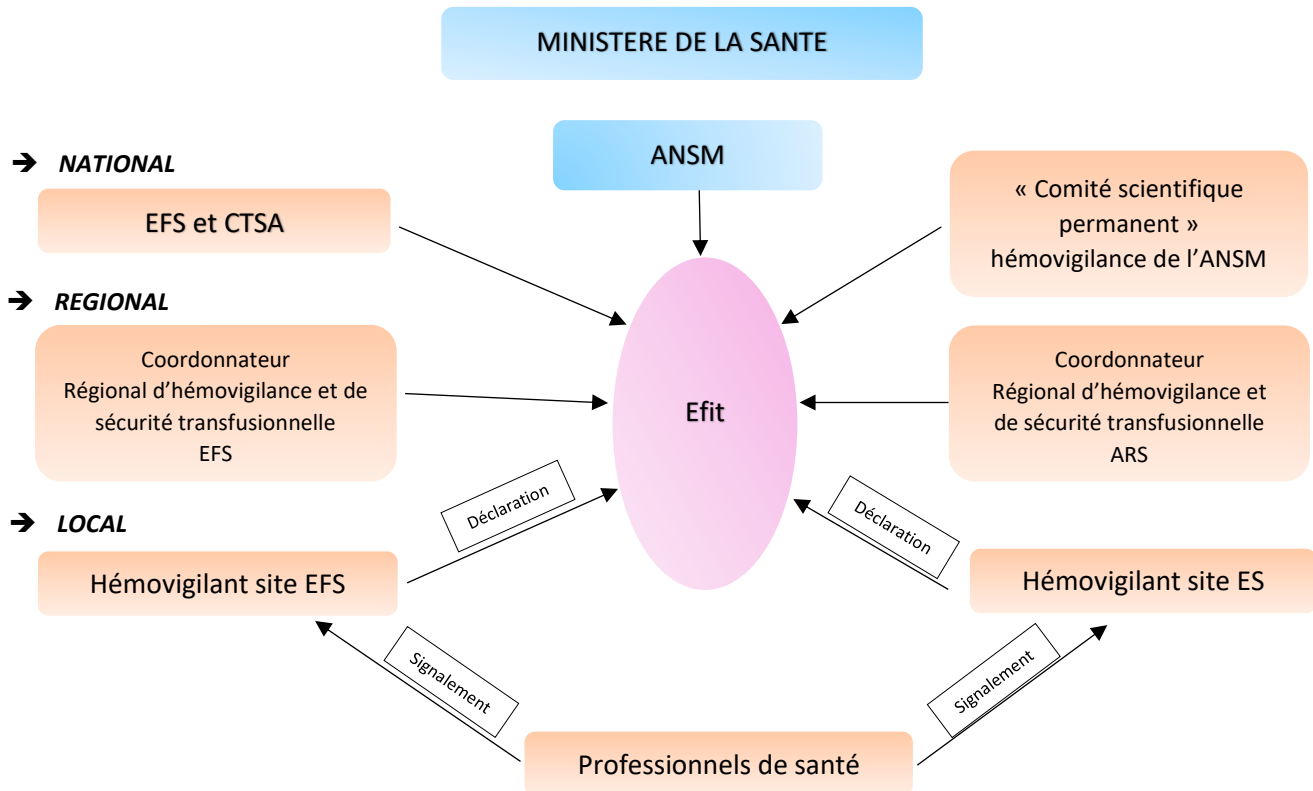 MINISTERE DE LA SANTE
ANSM
➔ NATIONAL
EFS et CTSA
« Comité scientifique
permanent »
hémovigilance de l’ANSM
➔ REGIONAL
Coordonnateur
Régional d’hémovigilance et de
sécurité transfusionnelle
EFS
Efit
Coordonnateur
Régional d’hémovigilance et
de sécurité transfusionnelle
ARS
Déclaration
Déclaration
➔ LOCAL
Hémovigilant site EFS
Hémovigilant site ES
Signalement
Signalement
Professionnels de santé